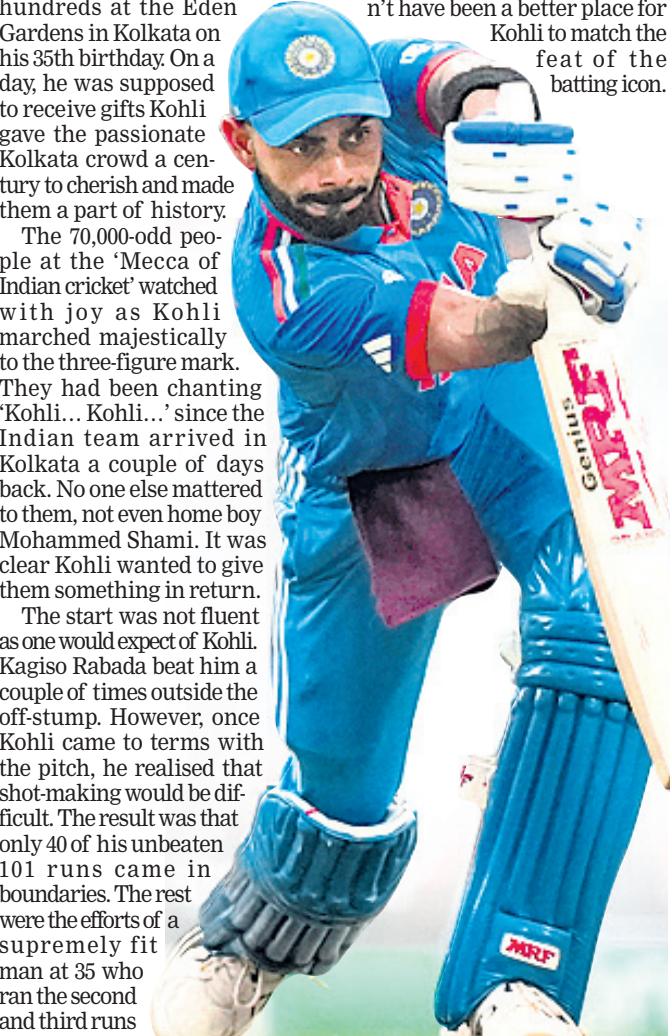 hundreds at the Eden
Gardens in Kolkata on
his 35th birthday. On a
day, he was supposed
to receive gifts Kohli
gave the passionate
Kolkata crowd a cen-
tury to cherish and made
them a part of history.
The 70,000-odd peo-
ple at the ‘Mecca of
Indian cricket’ watched
with joy as Kohli
marched majestically
to the three-figure mark.
They had been chanting
‘Kohli… Kohli…’ since the
Indian team arrived in
Kolkata a couple of days
back. No one else mattered
to them, not even home boy
Mohammed Shami. It was
clear Kohli wanted to give
them something in return.
The start was not fluent
as one would expect of Kohli.
Kagiso Rabada beat him a
couple of times outside the
off-stump. However, once
Kohli came to terms with
the pitch, he realised that
shot-making would be dif-
ficult. The result was that
only 40 of his unbeaten
101 runs came in
boundaries. The rest
were the efforts of a
supremely fit
man at 35 who
ran the second
and third runs
n’t have been a better place for
Kohli to match the
feat of the
batting icon.
MRF
Genius
MRF